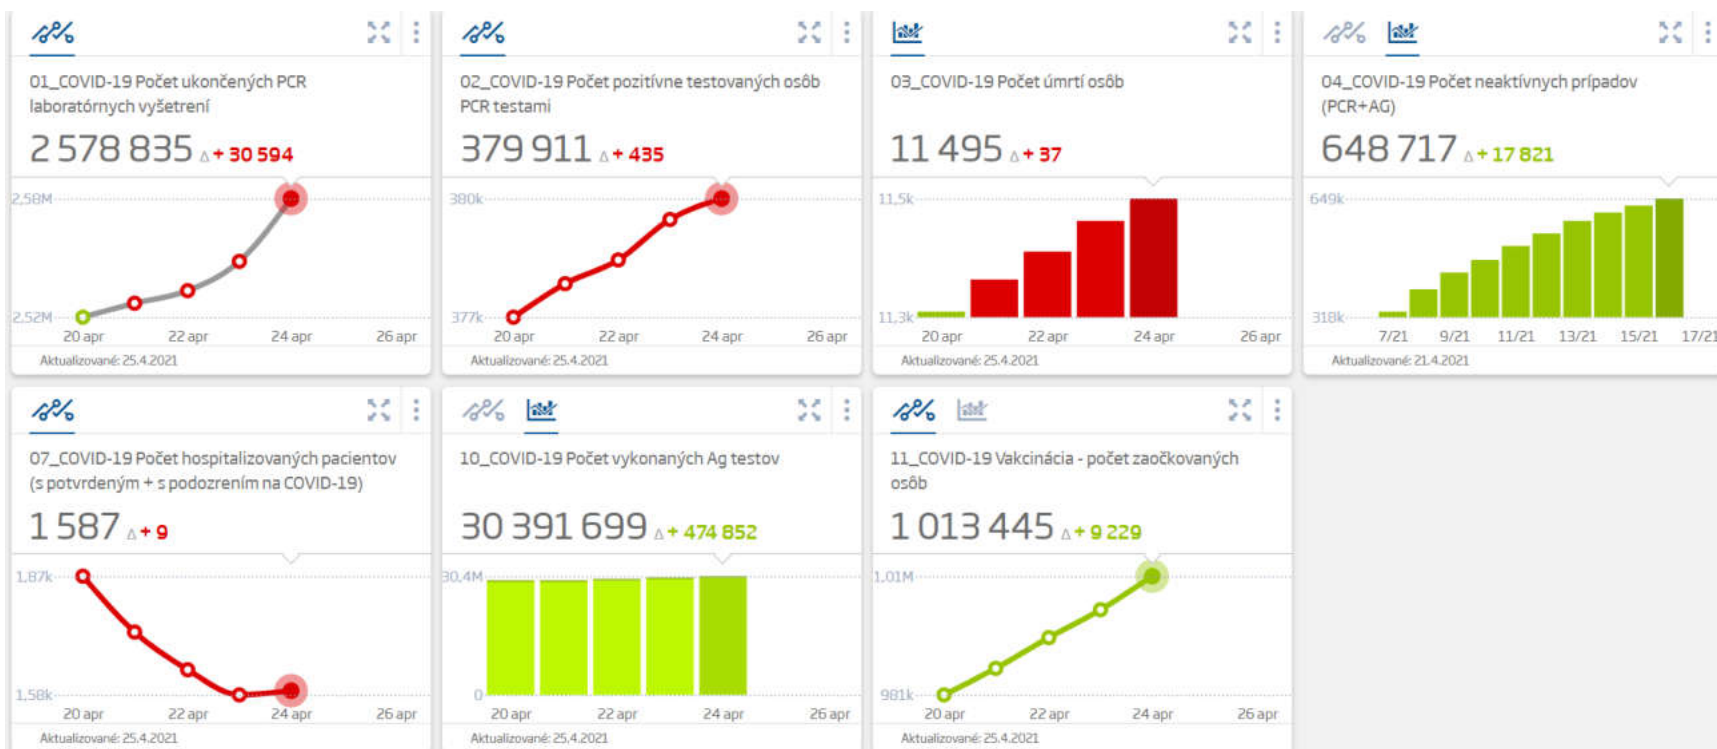 01_COVID-19 Počet ukončených PCR
laboratórnych vyšetrení
2 578 835 Δ + 30 594
2,58M
2,52M
20 apr 22 apr 24 apr 26 apr
Aktualizované: 25.4.2021
02_COVID-19 Počet pozitívne testovaných osôb
PCR testami
379 911 Δ + 435
380k
377k
20 apr 22 apr 24 apr 26 apr
Aktualizované: 25.4.2021
03_COVID-19 Počet úmrtí osôb
11 495 Δ + 37
11,5k
11,3k
20 apr 22 apr 24 apr 26 apr
Aktualizované: 25.4.2021
04_COVID-19 Počet neaktívnych prípadov
(PCR+AG)
648 717 Δ + 17 821
649k
318k
7/21 9/21 11/21 13/21 15/21 17/21
Aktualizované: 21.4.2021
07_COVID-19 Počet hospitalizovaných pacientov
(s potvrdeným + s podozrením na COVID-19)
1 587 Δ + 9
1,87k
1,58k
20 apr 22 apr 24 apr 26 apr
Aktualizované: 25.4.2021
10_COVID-19 Počet vykonaných Ag testov
30 391 699 Δ + 474 852
30,4M
0
20 apr 22 apr 24 apr 26 apr
Aktualizované: 25.4.2021
11_COVID-19 Vakcinácia - počet zaočkovaných
osôb
1 013 445 Δ + 9 229
1,01M
981k
20 apr 22 apr 24 apr 26 apr
Aktualizované: 25.4.2021